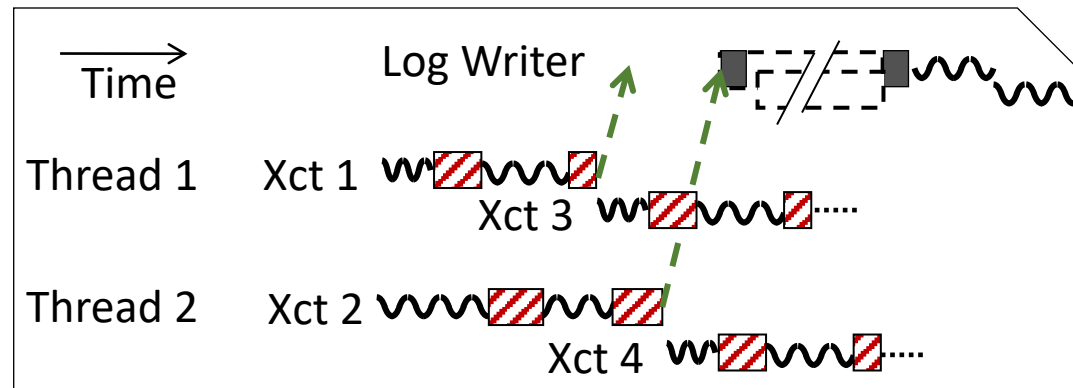 Time
Log Writer
Thread 1
Xct 1
Xct 3
Thread 2
Xct 2
Xct 4